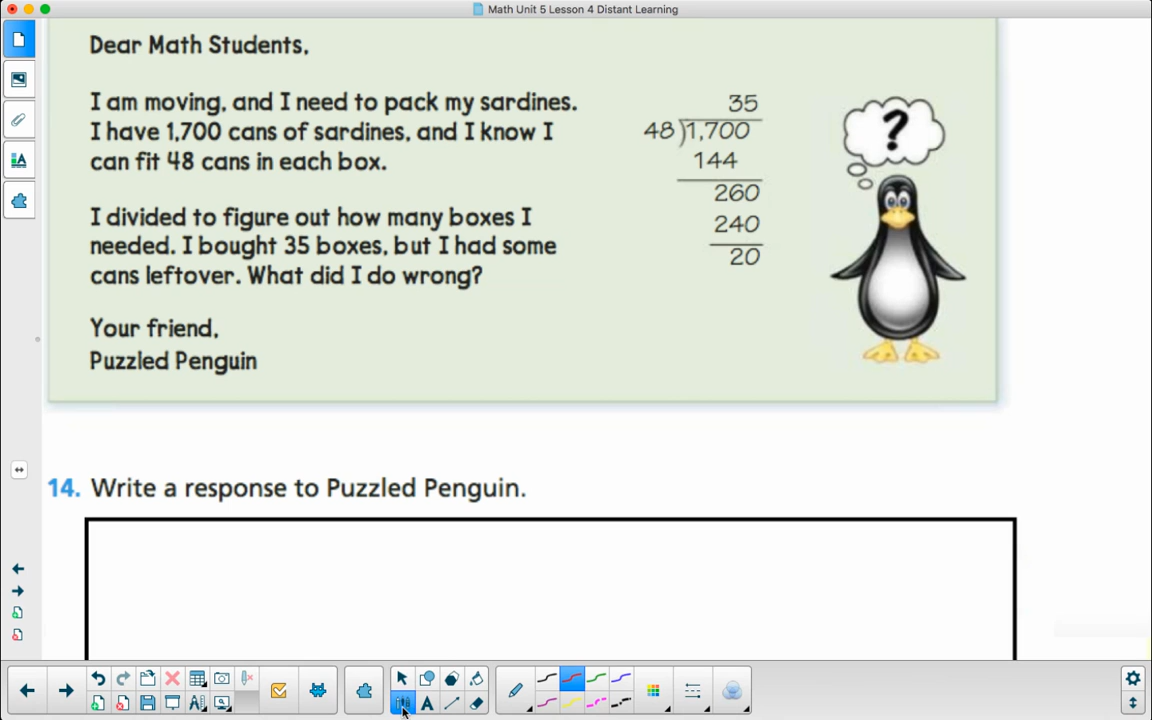 Math Unit 5 Lesson 4 Distant Learning
Dear Math Students,
I am moving, and I need to pack my sardines.
I have 1,700 cans of sardines, and I know I
can fit 48 cans in each box.
I divided to figure out how many boxes I
needed. I bought 35 boxes, but I had some
cans leftover. What did I do wrong?
Your friend,
Puzzled Penguin
35
48)1,700
144
260
240
20
?
14. Write a response to Puzzled Penguin.